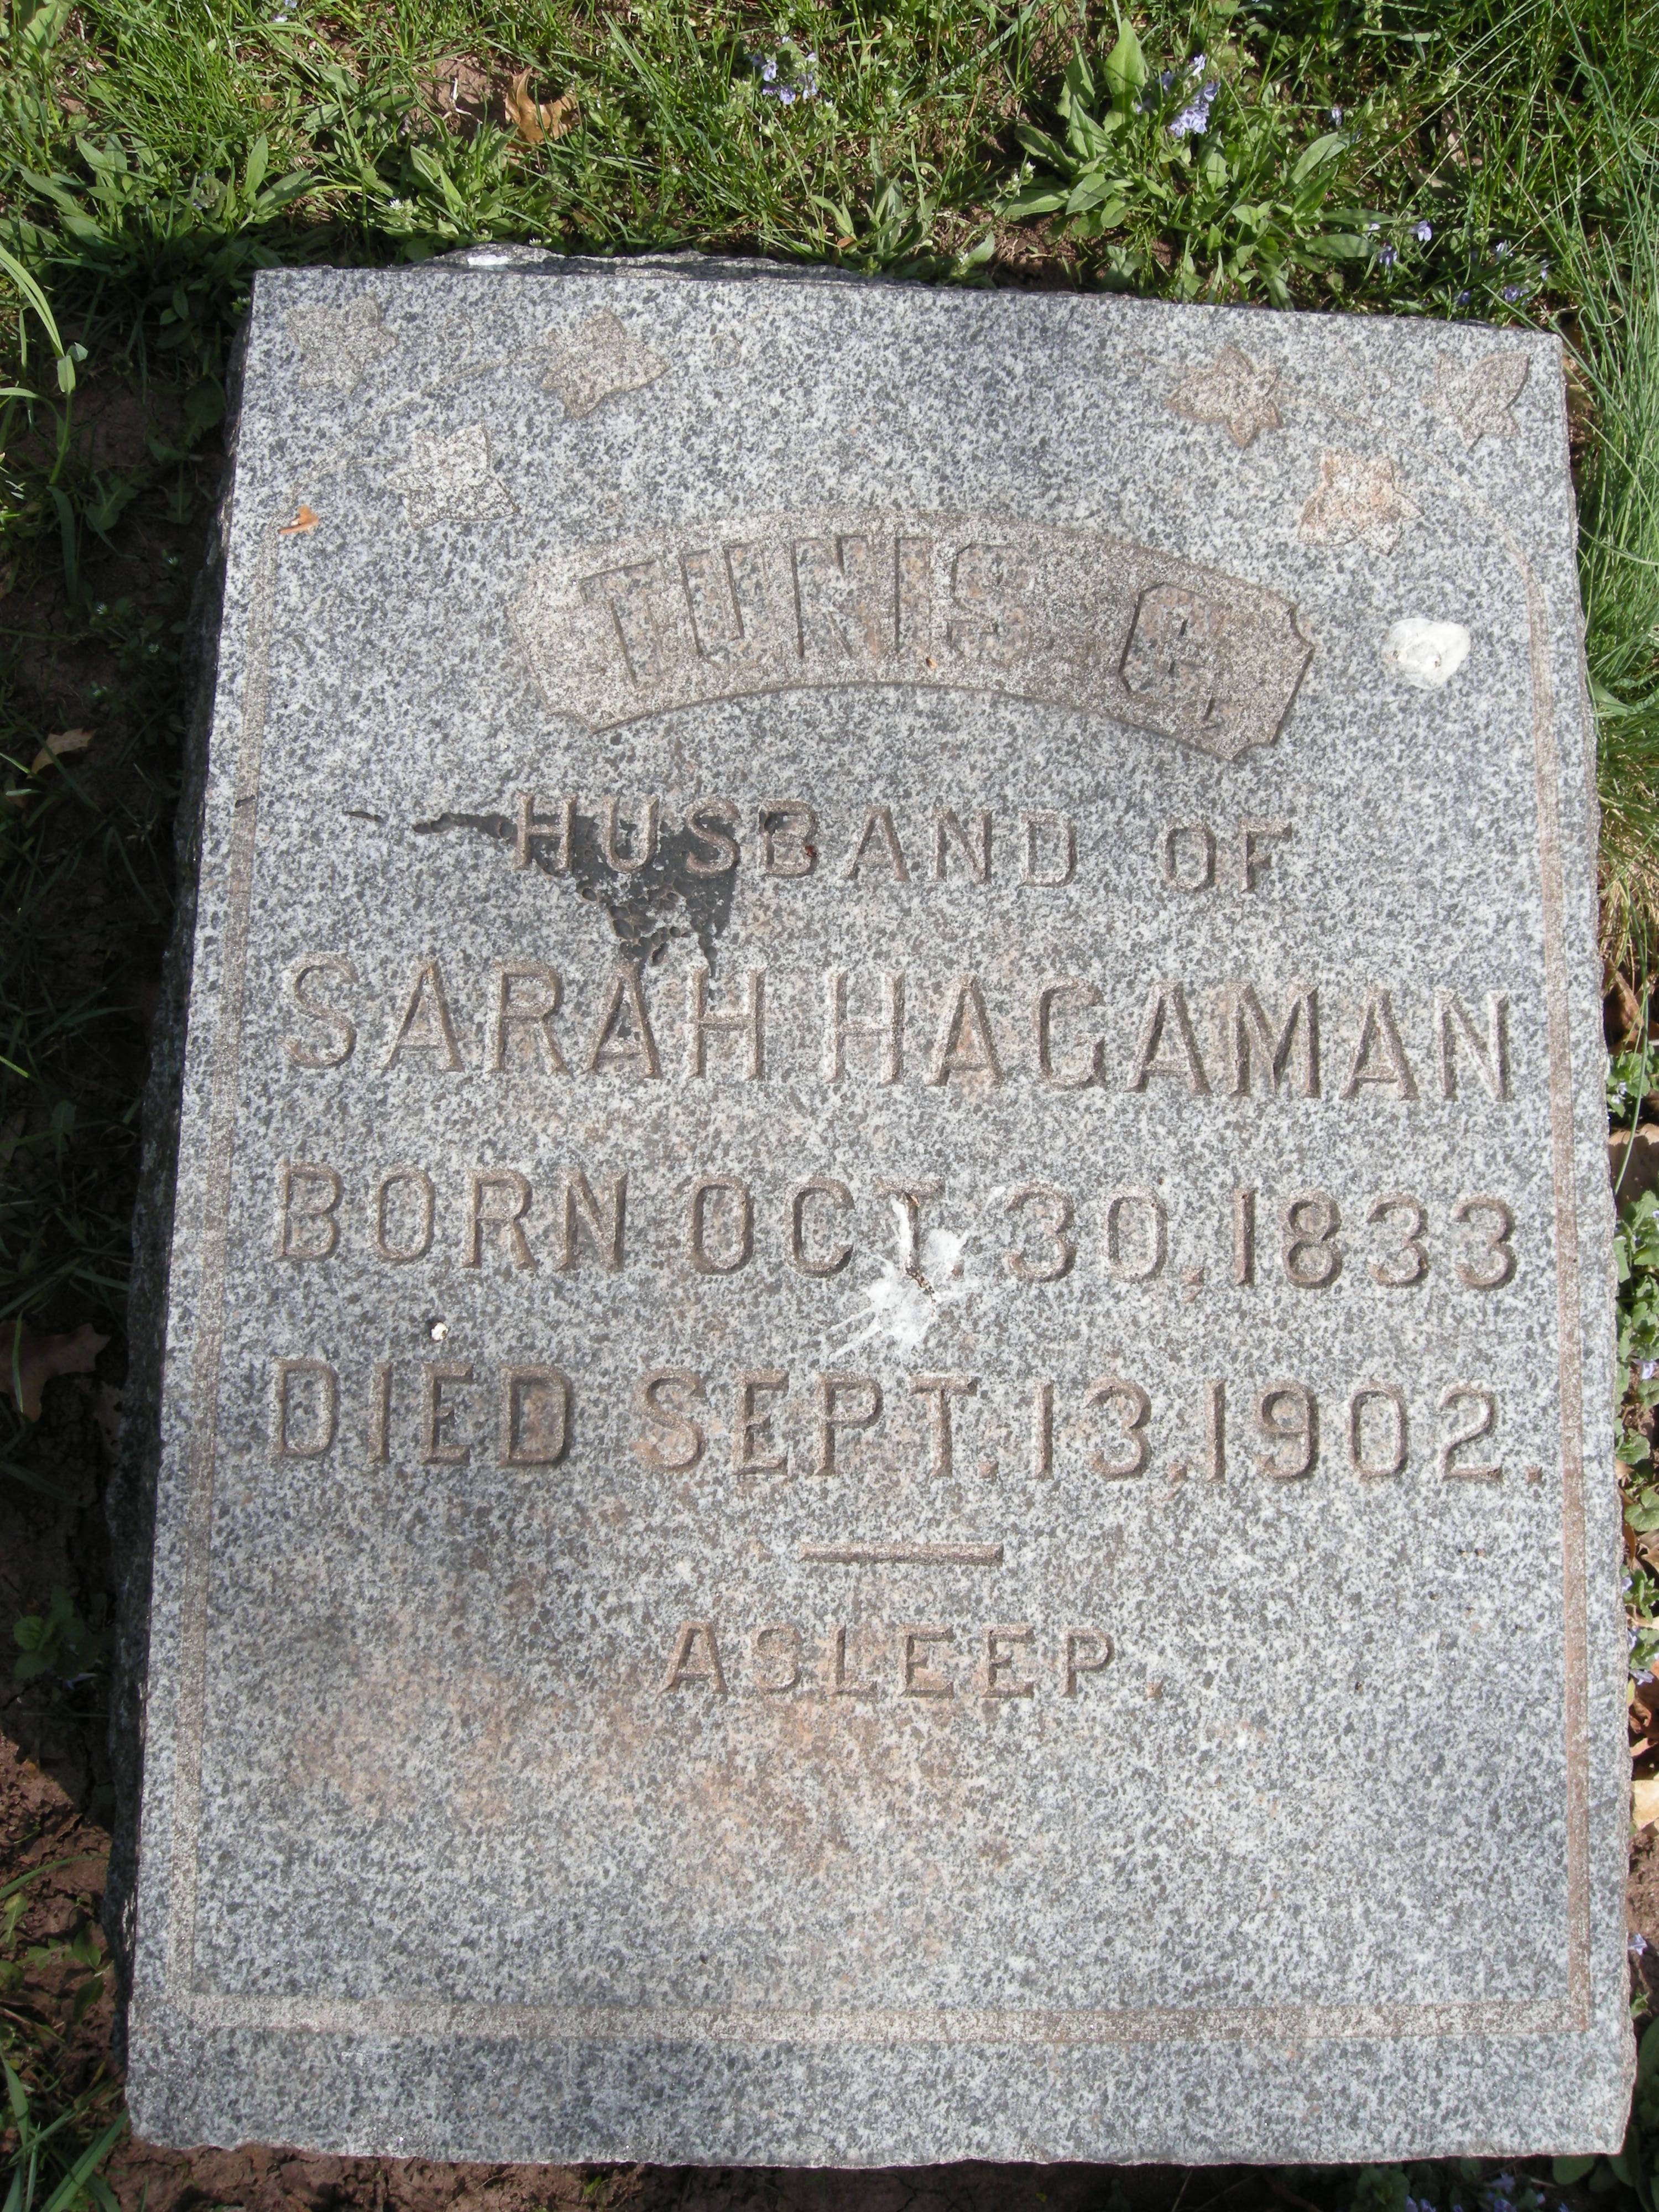 TUNIS G.
HUSBAND OF
SARAH HAGAMAN
BORN OCT. 30, 1833
DIED SEPT. 13, 1902.
ASLEEP.